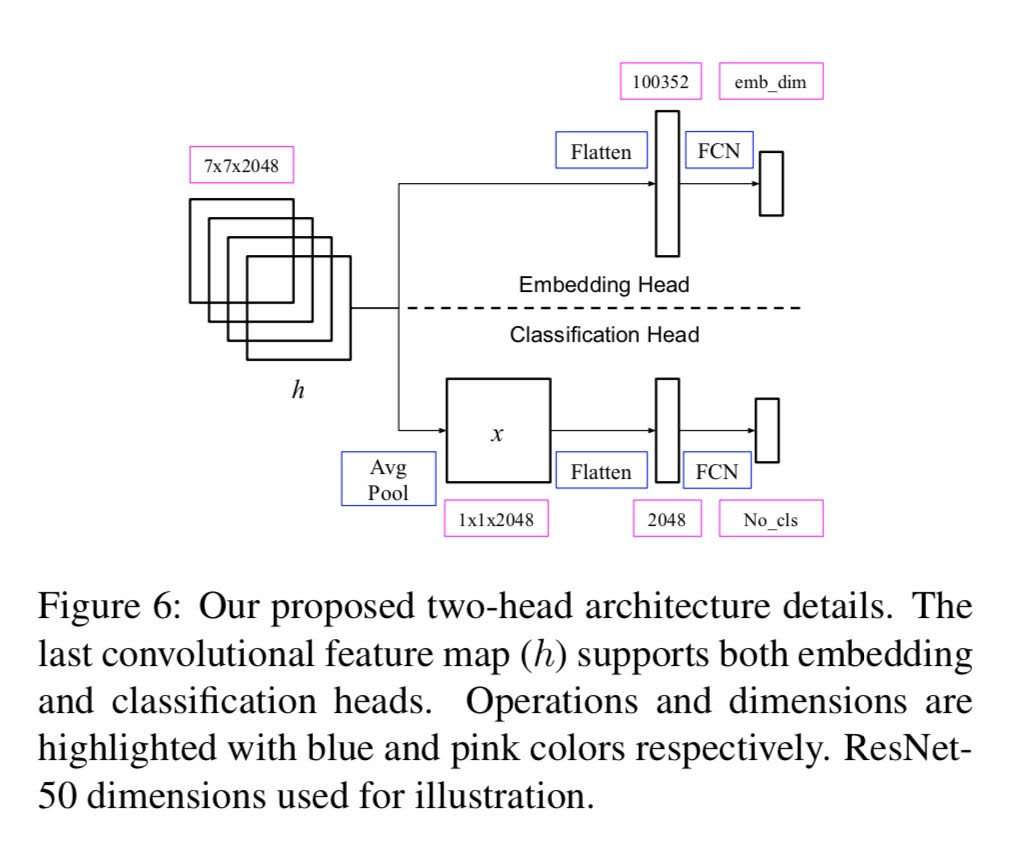 100352 emb_dim
Flatten FCN
7x7x2048
Embedding Head
Classification Head
h
x
Avg
Pool
Flatten FCN
1x1x2048 2048 No_cls
Figure 6: Our proposed two-head architecture details. The
last convolutional feature map (h) supports both embedding
and classification heads. Operations and dimensions are
highlighted with blue and pink colors respectively. ResNet-
50 dimensions used for illustration.